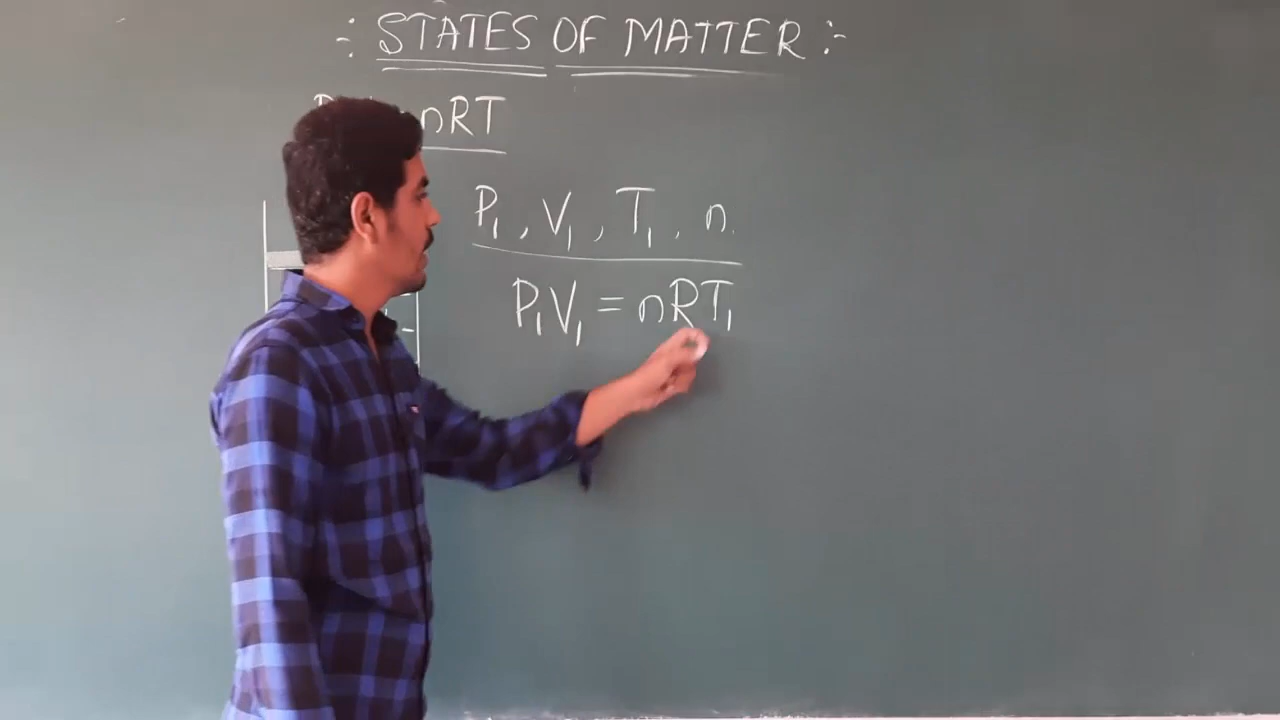 :- STATES OF MATTER :-
nRT
P₁, V₁, T₁, n.
P₁V₁ = nRT₁